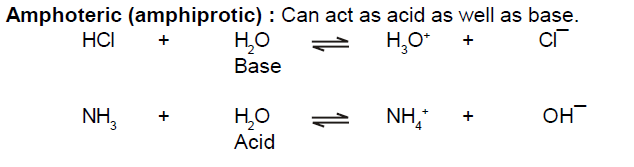 Amphoteric (amphiprotic) : Can act as acid as well as base.
HCl + H₂O ⇌ H₃O⁺ + Cl⁻
Base
NH₃ + H₂O ⇌ NH₄⁺ + OH⁻
Acid